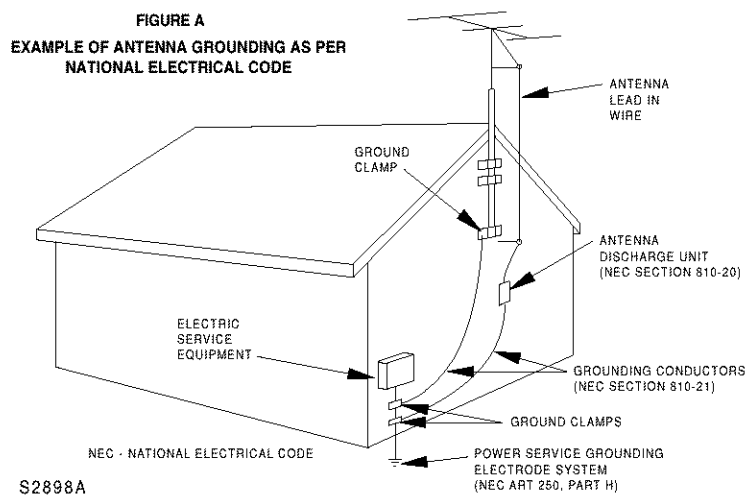 FIGURE A
EXAMPLE OF ANTENNA GROUNDING AS PER
NATIONAL ELECTRICAL CODE
ANTENNA
LEAD IN
WIRE
GROUND
CLAMP
ANTENNA
DISCHARGE UNIT
(NEC SECTION 810-20)
ELECTRIC
SERVICE
EQUIPMENT
GROUNDING CONDUCTORS
(NEC SECTION 810-21)
GROUND CLAMPS
NEC - NATIONAL ELECTRICAL CODE
POWER SERVICE GROUNDING
ELECTRODE SYSTEM
(NEC ART 250, PART H)
S2898A